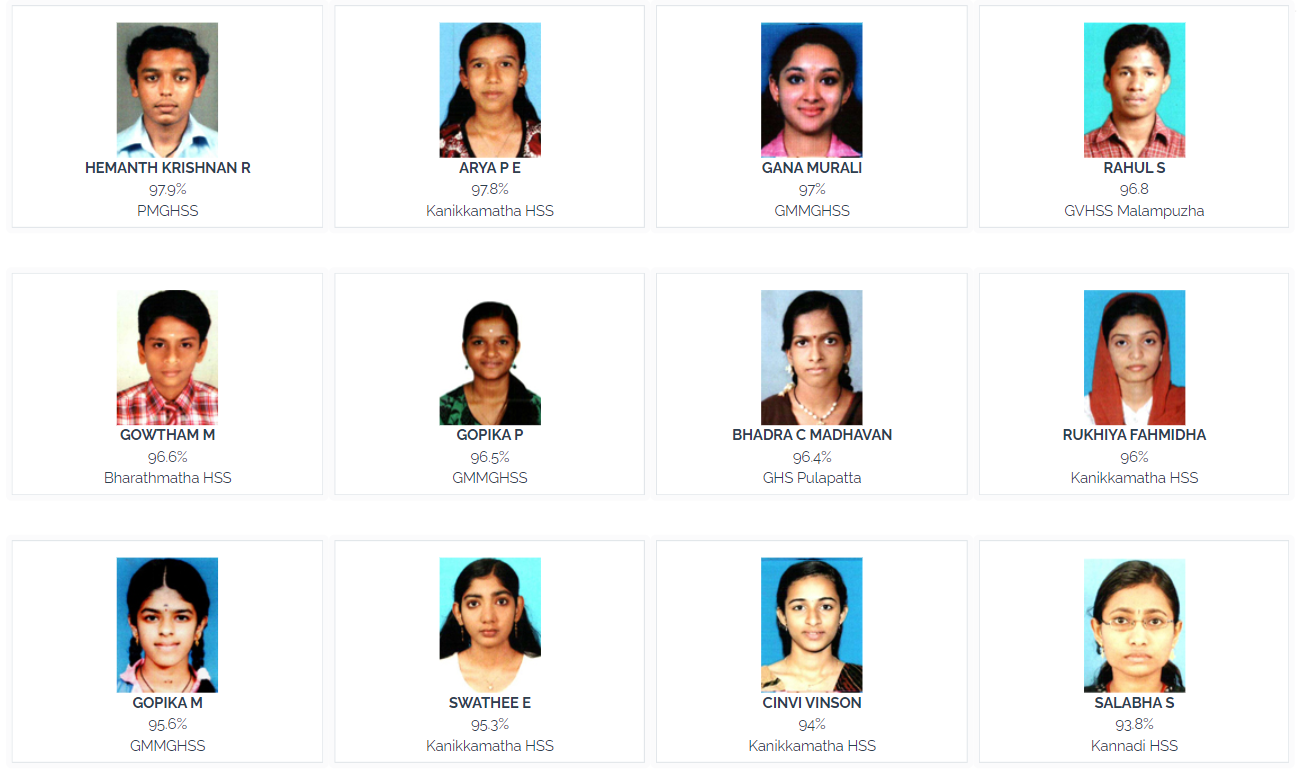 HEMANTH KRISHNAN R
97.9%
PMGHSS
ARYA P E
97.8%
Kanikkamatha HSS
GANA MURALI
97%
GMMGHSS
RAHUL S
96.8
GVHSS Malampuzha
GOWTHAM M
96.6%
Bharathmatha HSS
GOPIKA P
96.5%
GMMGHSS
BHADRA C MADHAVAN
96.4%
GHS Pulapatta
RUKHIYA FAHMIDHA
96%
Kanikkamatha HSS
GOPIKA M
95.6%
GMMGHSS
SWATHEE E
95.3%
Kanikkamatha HSS
CINVI VINSON
94%
Kanikkamatha HSS
SALABHA S
93.8%
Kannadi HSS